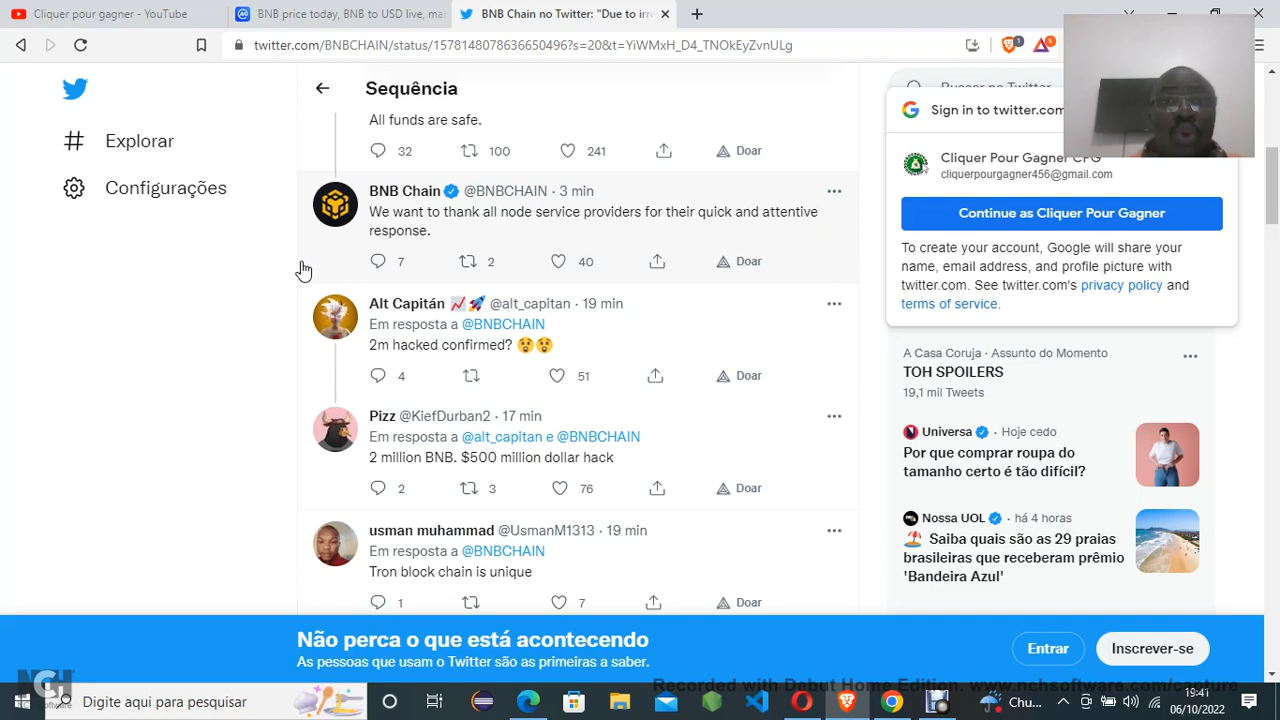 Cliquer pour gagner - YouTube
BNB price today, BNB to USD live, ma
BNB Chain no Twitter: "Due to irr
twitter.com/BNBCHAIN/status/1578148078636650496?s=20&t=YiWMxH_D4_TNOkEyZvnULg
1
5
Explorar
Configurações
Sequência
All funds are safe.
32 100 241 Doar
BNB Chain @BNBCHAIN · 3 min
We want to thank all node service providers for their quick and attentive
response.
7 2 40 Doar
Alt Capitán 📈🚀 @alt_capitan · 19 min
Em resposta a @BNBCHAIN
2m hacked confirmed? 😲😲
4 51 Doar
Pizz @KiefDurban2 · 17 min
Em resposta a @alt_capitan e @BNBCHAIN
2 million BNB. $500 million dollar hack
2 3 76 Doar
usman muhammad @UsmanM1313 · 19 min
Em resposta a @BNBCHAIN
Tron block chain is unique
1 7 Doar
Buscar no Twitter
Sign in to twitter.com
Cliquer Pour Gagner CPG
cliquerpourgagner456@gmail.com
Continue as Cliquer Pour Gagner
To create your account, Google will share your
name, email address, and profile picture with
twitter.com. See twitter.com's privacy policy and
terms of service.
A Casa Coruja · Assunto do Momento
TOH SPOILERS
19,1 mil Tweets
Universa · Hoje cedo
Por que comprar roupa do
tamanho certo é tão difícil?
Nossa UOL · há 4 horas
🏖️ Saiba quais são as 29 praias
brasileiras que receberam prêmio
'Bandeira Azul'
Não perca o que está acontecendo
As pessoas que usam o Twitter são as primeiras a saber.
Entrar
Inscrever-se
NCH
Recorded with Debut Home Edition. www.nchsoftware.com/capture
Digite aqui para pesquisar
Chu...
19:41
06/10/2022